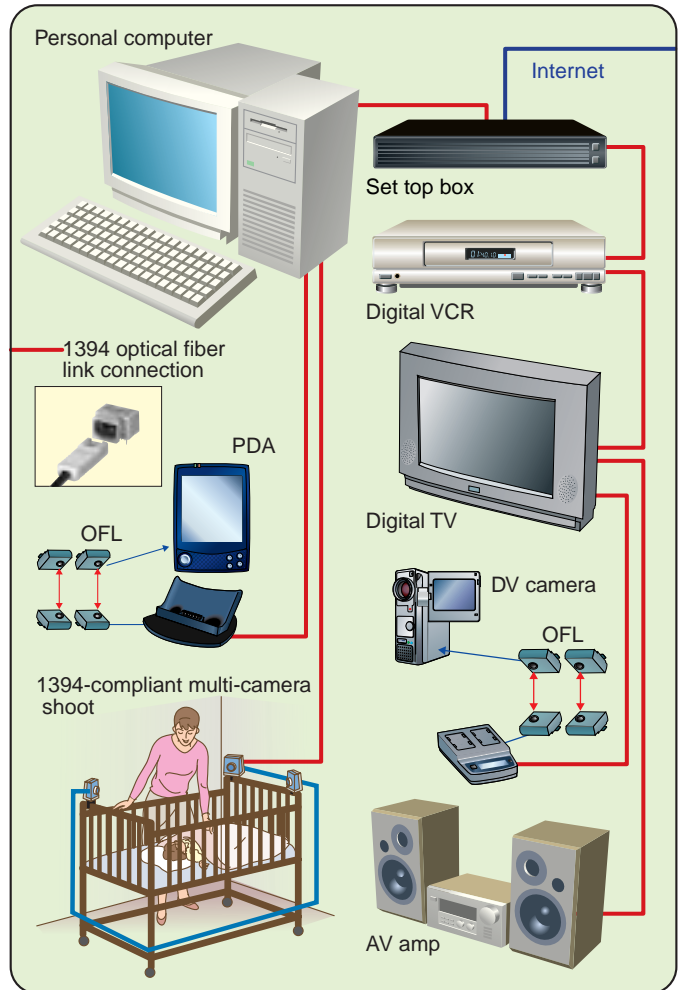 Personal computer
Internet
Set top box
Digital VCR
1394 optical fiber
link connection
PDA
OFL
Digital TV
DV camera
OFL
1394-compliant multi-camera
shoot
AV amp